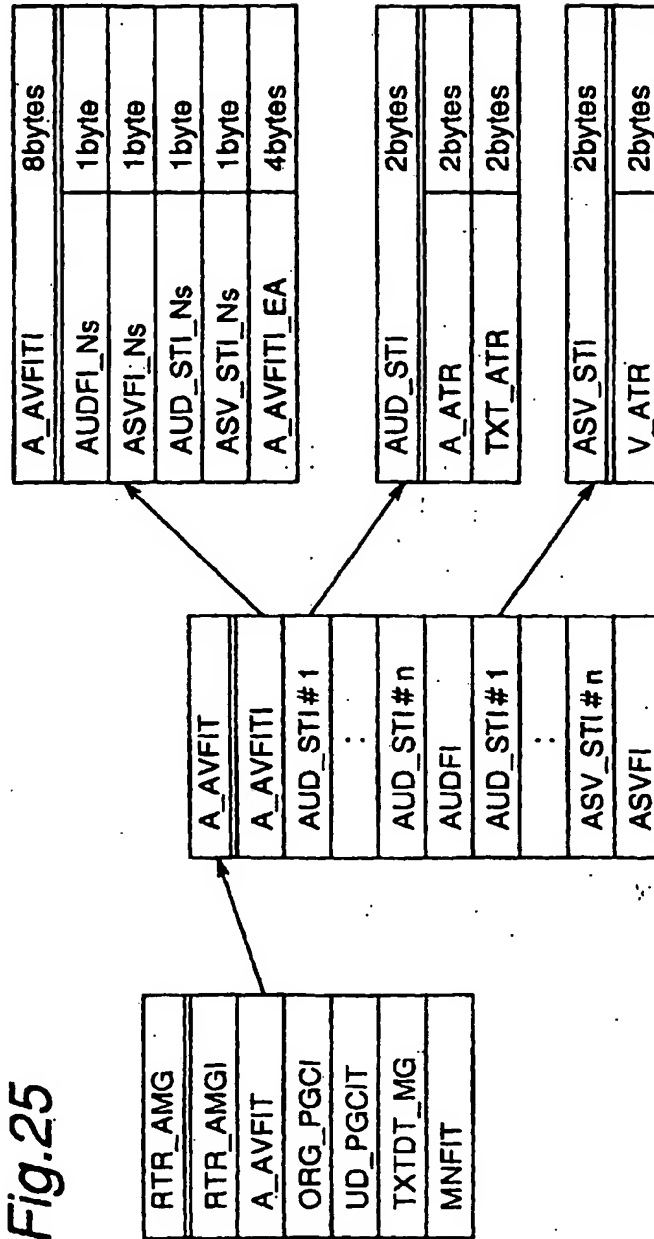 Fig.25
RTR_AMG
RTR_AMGI
A_AVFIT
ORG_PGCI
UD_PGCIT
TXTDT_MG
MNFIT
A_AVFIT
A_AVFITI
AUD_STI#1
:
AUD_STI#n
AUDFI
AUD_STI#1
:
ASV_STI#n
ASVFI
A_AVFITI 8bytes
AUDFI_Ns 1byte
ASVFI_Ns 1byte
AUD_STI_Ns 1byte
ASV_STI_Ns 1byte
A_AVFITI_EA 4bytes
AUD_STI 2bytes
A_ATR 2bytes
TXT_ATR 2bytes
ASV_STI 2bytes
V_ATR 2bytes